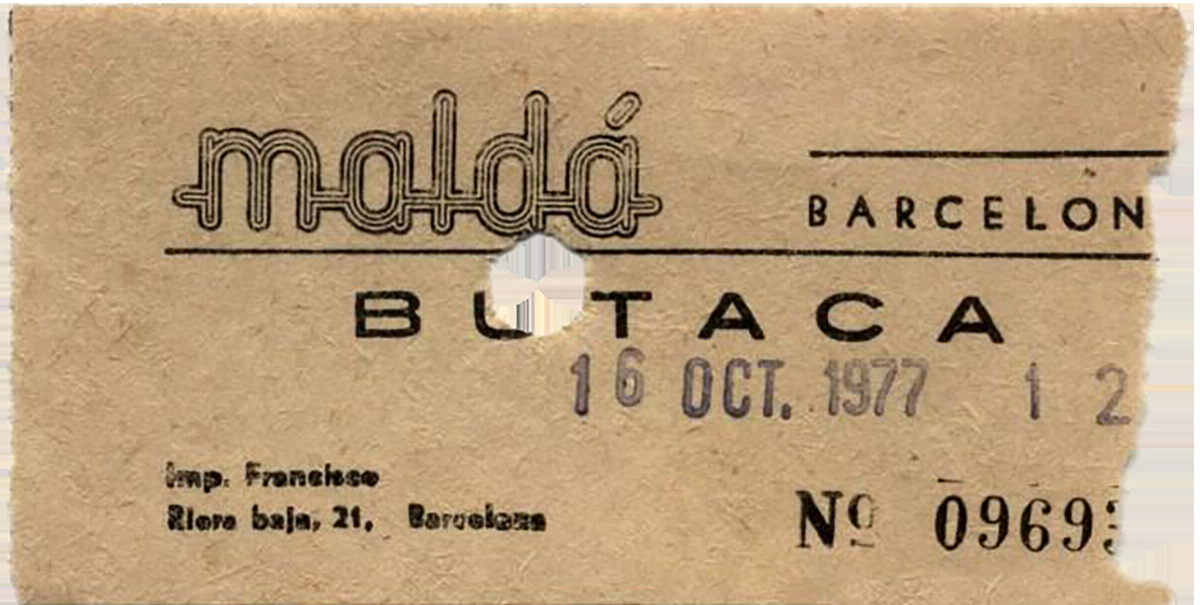 maldá
BARCELON
BUTACA
16 OCT. 1977 1 2
Imp. Francisco
Riera baja, 21, Barcelona
Nº 0969